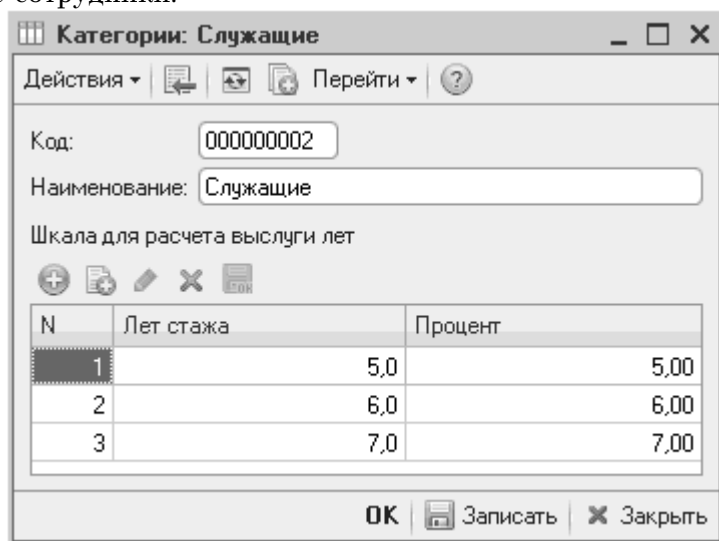 сотрудники.
Категории: Служащие
Действия Перейти ?
Код: 000000002
Наименование: Служащие
Шкала для расчета выслуги лет
N Лет стажа Процент
1 5,0 5,00
2 6,0 6,00
3 7,0 7,00
OK Записать Закрыть